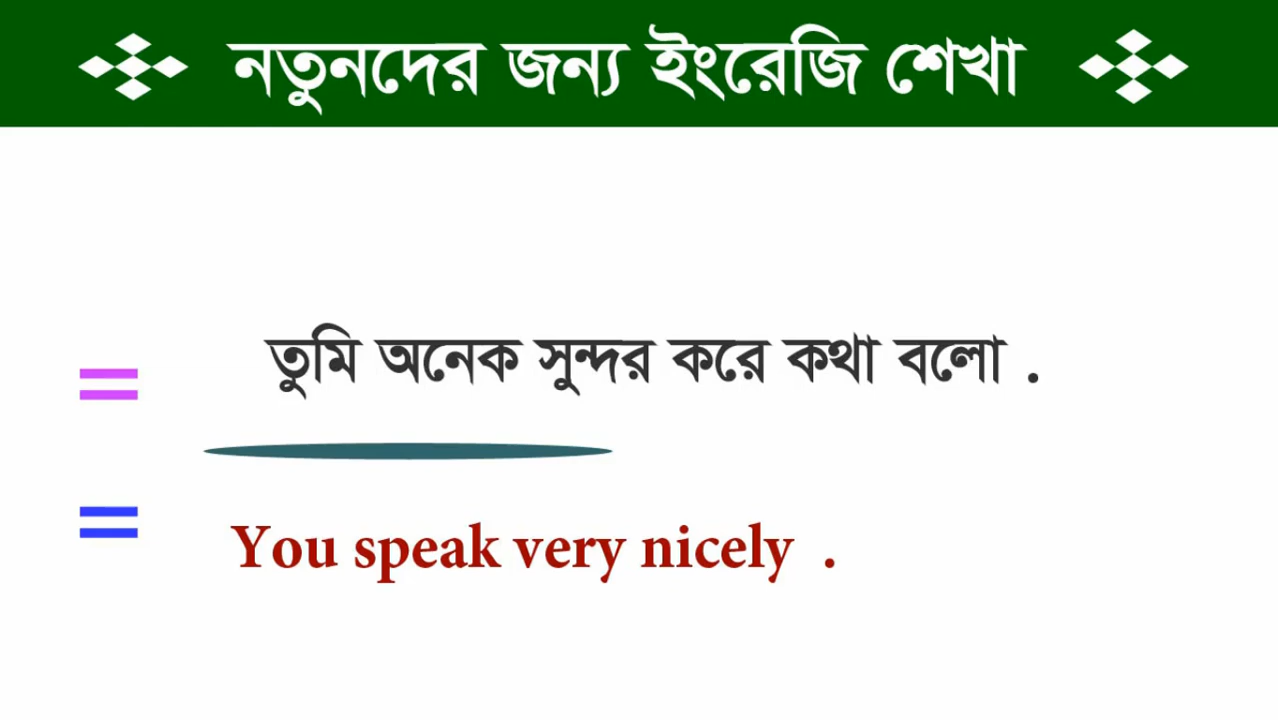 নতুনদের জন্য ইংরেজি শেখা
তুমি অনেক সুন্দর করে কথা বলো .
You speak very nicely .